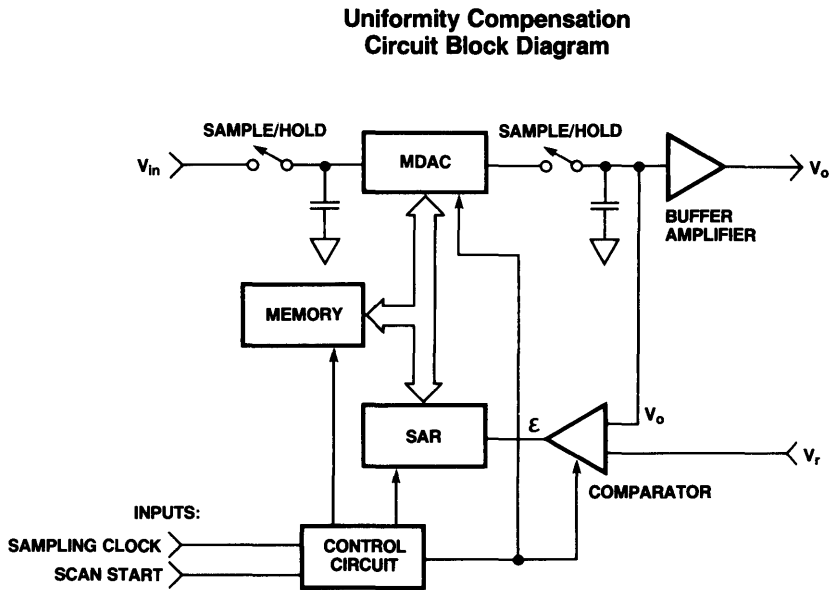 Uniformity Compensation
Circuit Block Diagram
SAMPLE/HOLD
SAMPLE/HOLD
Vin
MDAC
Vo
BUFFER
AMPLIFIER
MEMORY
SAR
ε
Vo
Vr
COMPARATOR
INPUTS:
SAMPLING CLOCK
SCAN START
CONTROL
CIRCUIT